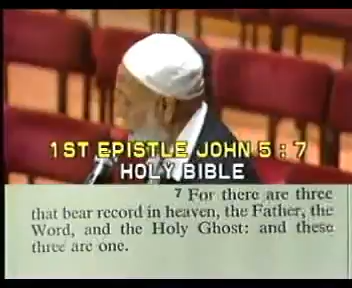 1ST EPISTLE JOHN 5 : 7
HOLY BIBLE
7 For there are three
that bear record in heaven, the Father, the
Word, and the Holy Ghost: and these
three are one.